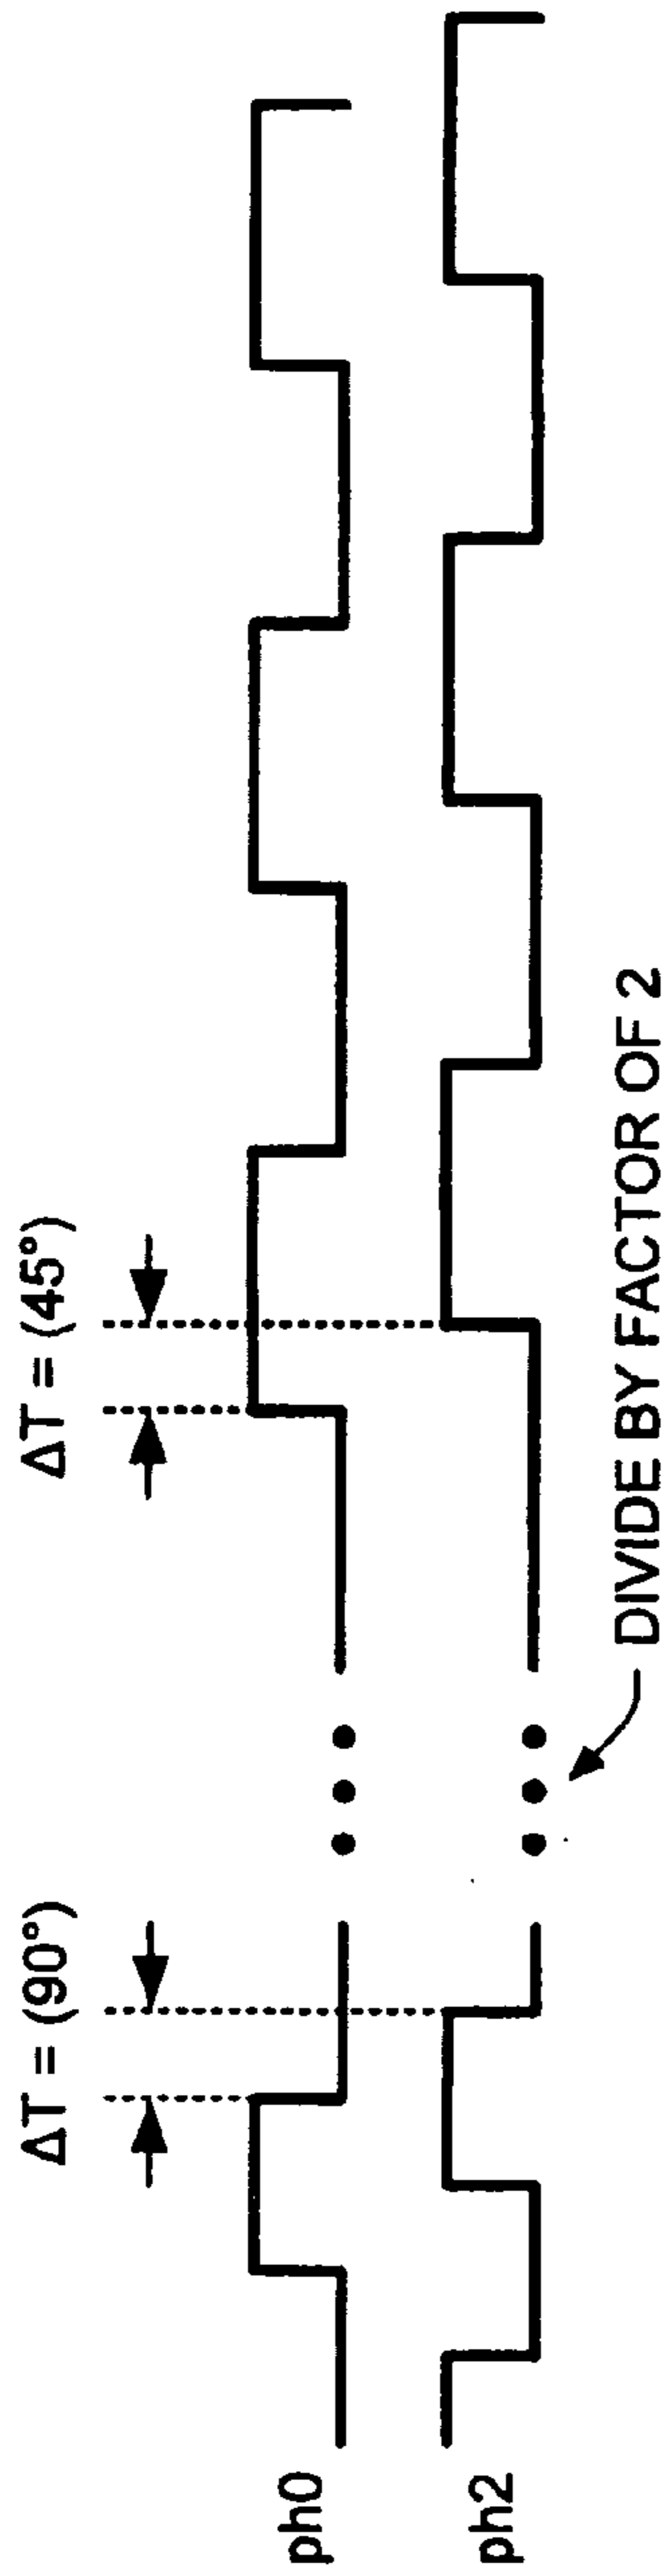 ΔT = (90°)
ΔT = (45°)
ph0
ph2
DIVIDE BY FACTOR OF 2